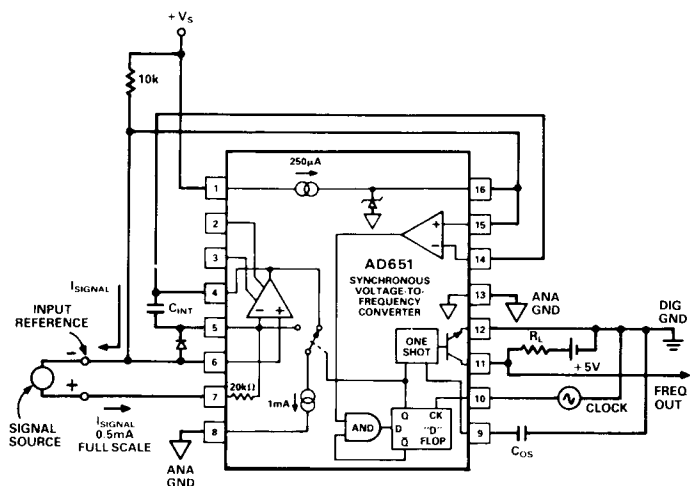 +VS
10k
250μA
1
16
2
15
3
14
AD651
SYNCHRONOUS
VOLTAGE-TO-
FREQUENCY
CONVERTER
4
13
ANA
GND
ISIGNAL
INPUT
REFERENCE
CINT
5
12
DIG
GND
ONE
SHOT
RL
+5V
6
11
FREQ
OUT
7
20kΩ
10
CLOCK
SIGNAL
SOURCE
ISIGNAL
0.5mA
FULL SCALE
1mA
8
9
COS
ANA
GND
AND
Q
CK
D
"D"
FLOP
Q̅
−
+
−
+
+
−